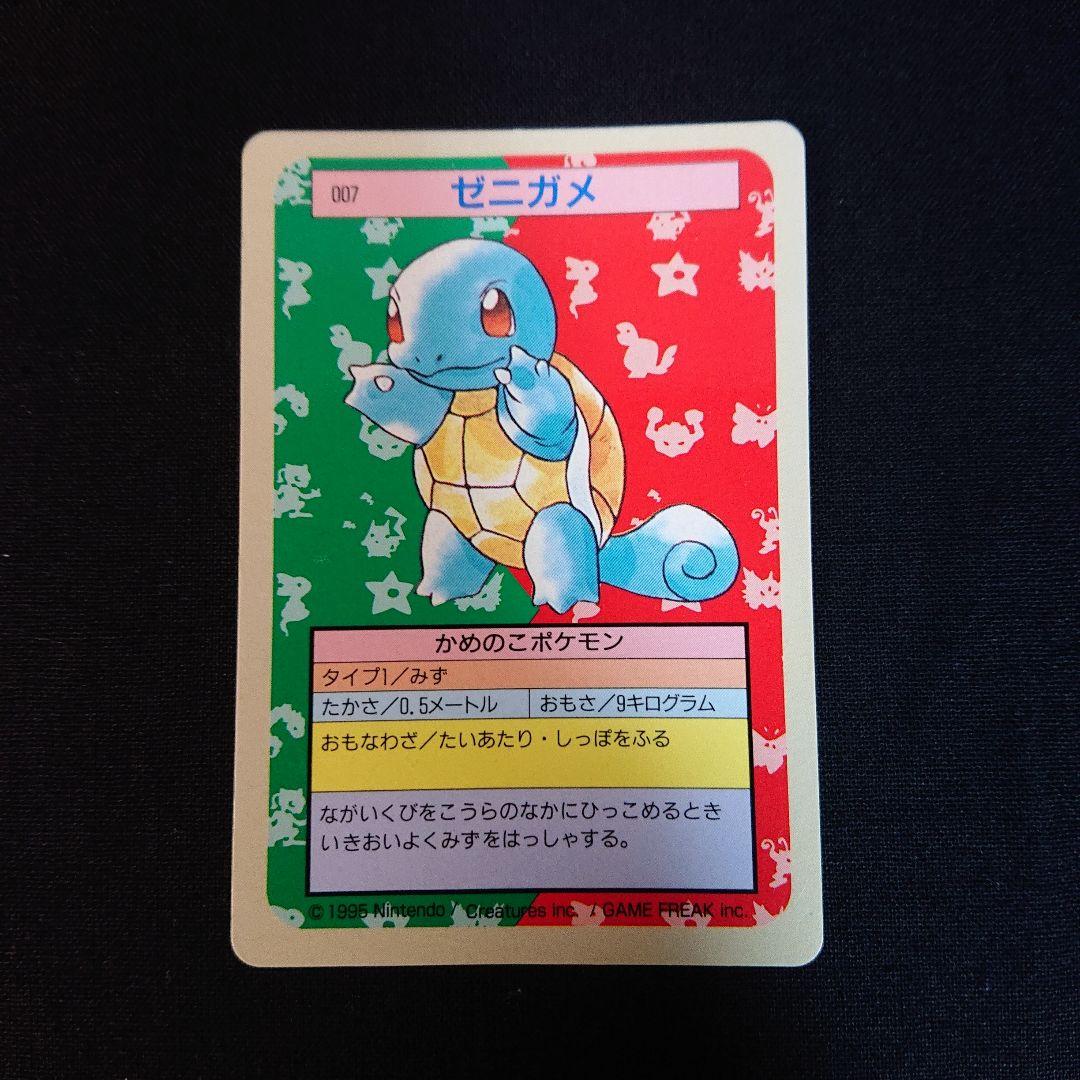 007 ゼニガメ
かめのこポケモン
タイプ1／みず
たかさ／0.5メートル おもさ／9キログラム
おもなわざ／たいあたり・しっぽをふる
ながいくびをこうらのなかにひっこめるとき
いきおいよくみずをはっしゃする。
© 1995 Nintendo / Creatures inc. / GAME FREAK inc.